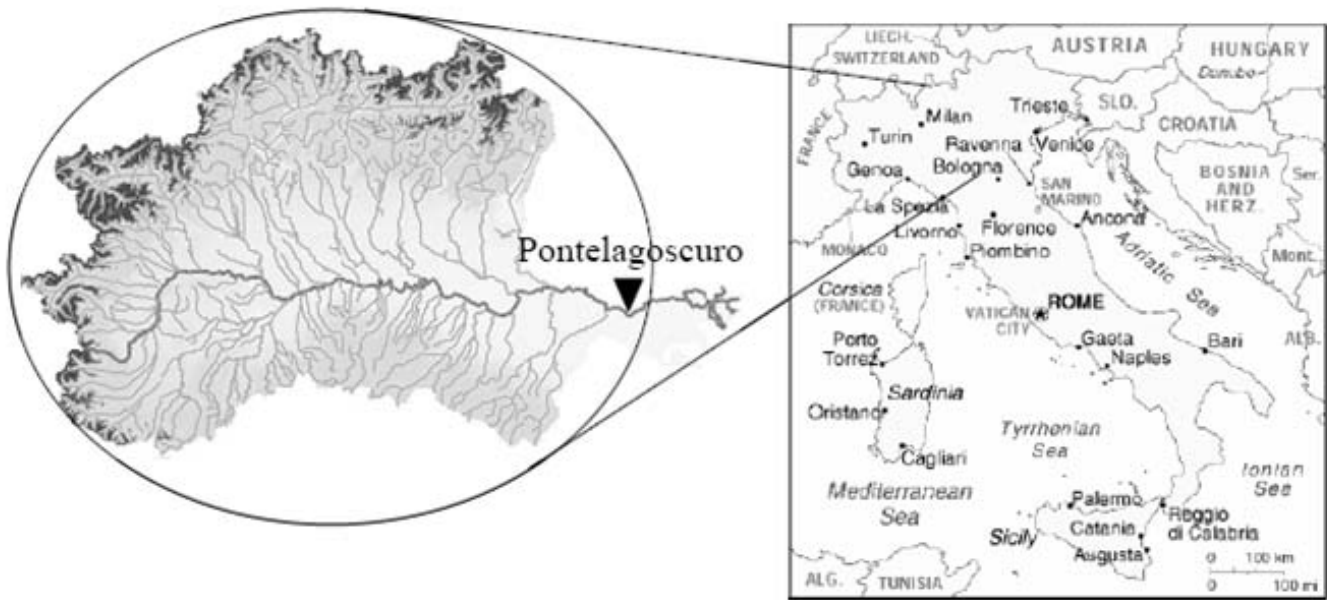 Pontelagoscuro
LIECH.
SWITZERLAND
AUSTRIA
HUNGARY
Danube
FRANCE
Milan
Trieste
SLO.
CROATIA
Turin
Ravenna
Venice
Genoa
Bologna
SAN
MARINO
BOSNIA
AND
HERZ.
Ser.
La Spezia
Livorno
Florence
Ancona
MONACO
Piombino
Adriatic Sea
Mont.
Corsica
(FRANCE)
VATICAN
CITY
ROME
ALB.
Porto
Torrez
Gaeta
Naples
Bari
Sardinia
Oristano
Tyrrhenian
Sea
Cagliari
Ionian
Sea
Mediterranean
Sea
Palermo
Reggio
di Calabria
Sicily
Catania
Augusta
ALG.
TUNISIA
0 100 km
0 100 mi